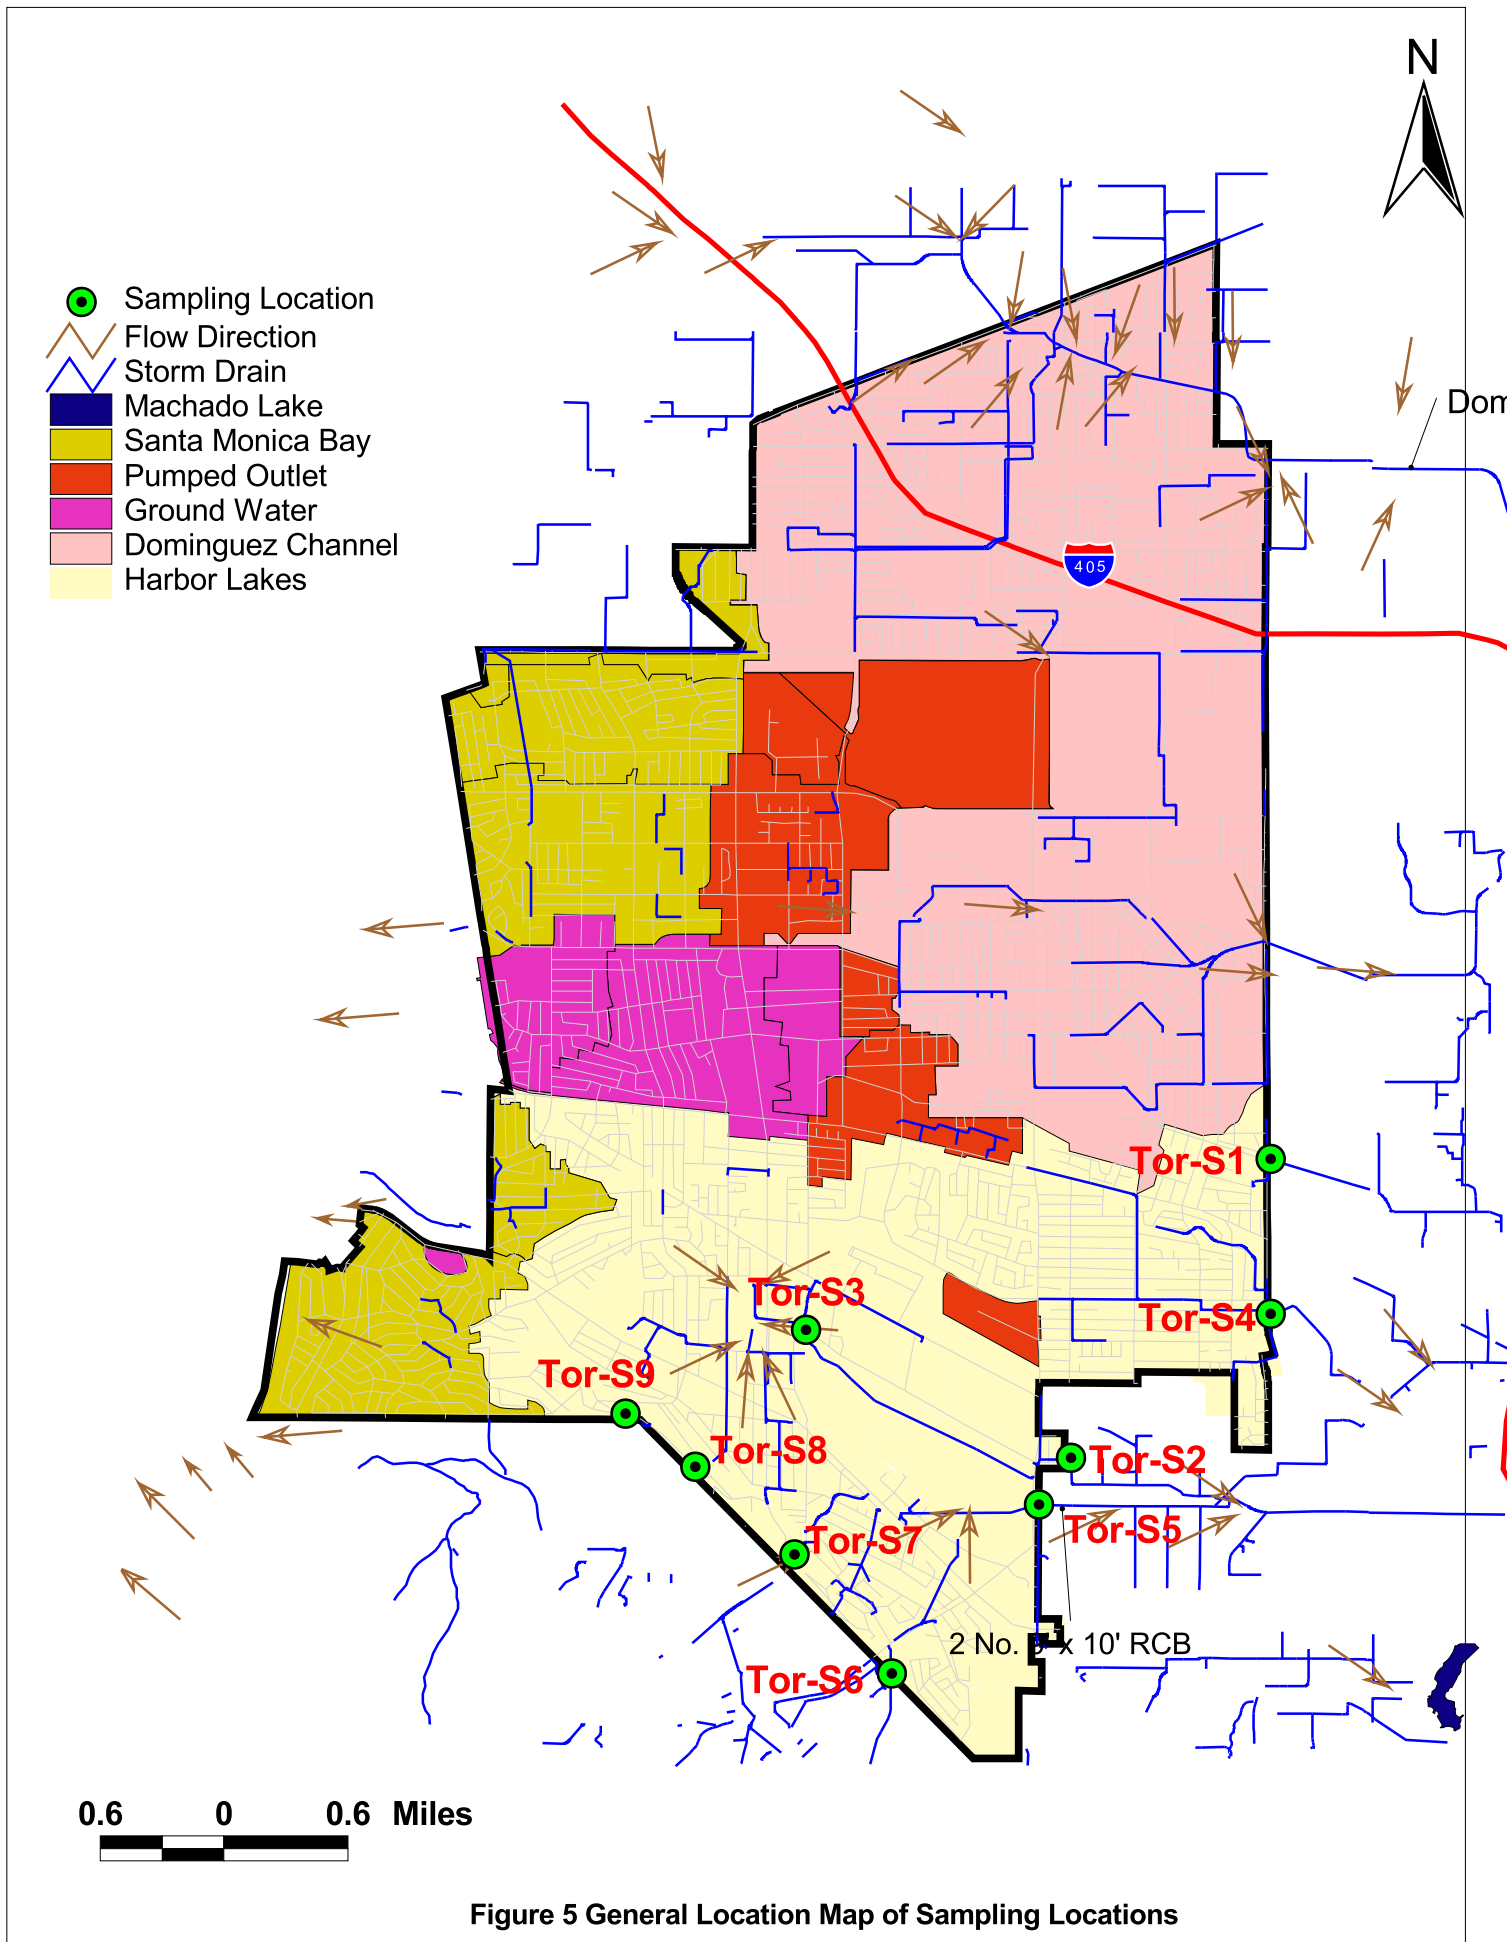 N
Sampling Location
Flow Direction
Storm Drain
Machado Lake
Santa Monica Bay
Pumped Outlet
Ground Water
Dominguez Channel
Harbor Lakes
Dom
405
Tor-S1
Tor-S3
Tor-S4
Tor-S9
Tor-S8
Tor-S2
Tor-S5
Tor-S7
2 No. x 10' RCB
Tor-S6
0.6 0 0.6 Miles
Figure 5 General Location Map of Sampling Locations